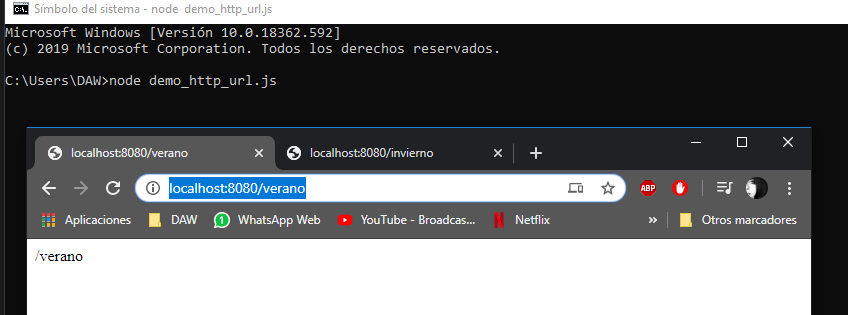 Símbolo del sistema - node demo_http_url.js
Microsoft Windows [Versión 10.0.18362.592]
(c) 2019 Microsoft Corporation. Todos los derechos reservados.
C:\Users\DAW>node demo_http_url.js
localhost:8080/verano
localhost:8080/invierno
localhost:8080/verano
ABP
Aplicaciones DAW WhatsApp Web YouTube - Broadcas... Netflix » Otros marcadores
/verano